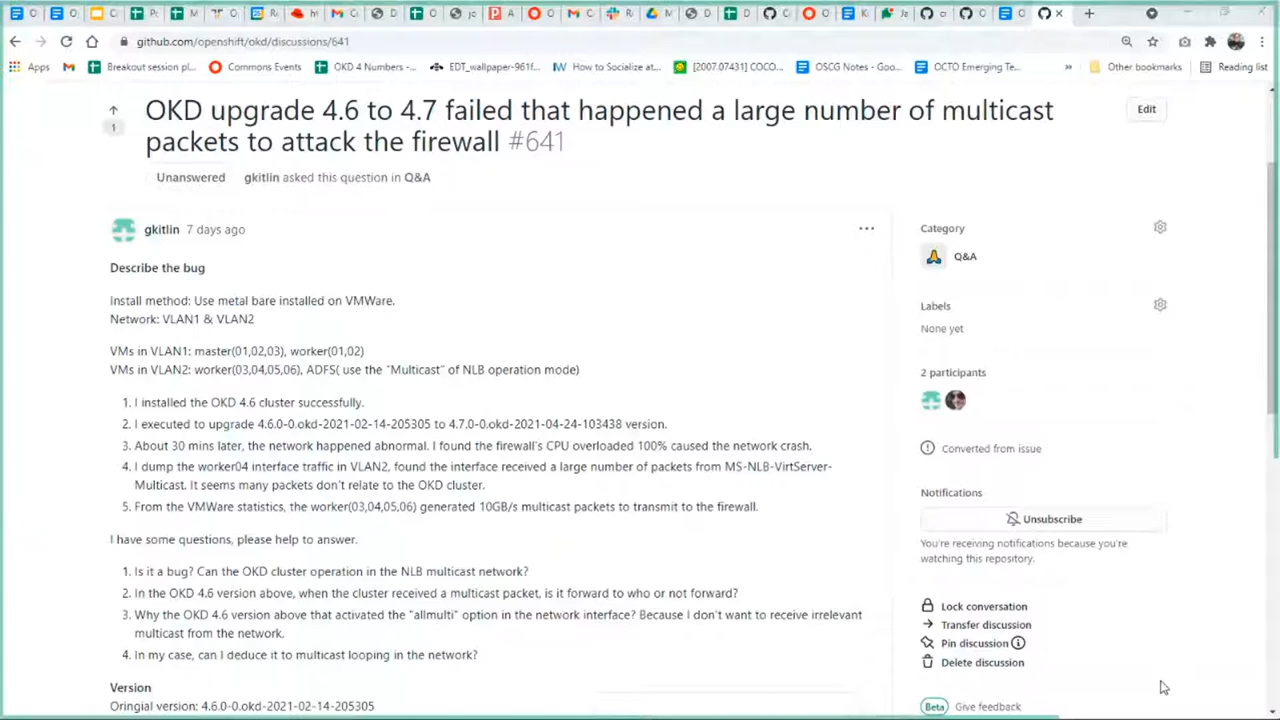 github.com/openshift/okd/discussions/641
Apps
Breakout session pl...
Commons Events
OKD 4 Numbers -...
EDT_wallpaper-961f...
How to Socialize at...
[2007.07431] COCO...
OSCG Notes - Goo...
OCTO Emerging Te...
»
Other bookmarks
Reading list
1
OKD upgrade 4.6 to 4.7 failed that happened a large number of multicast
packets to attack the firewall #641
Edit
Unanswered gkitlin asked this question in Q&A
gkitlin 7 days ago
Describe the bug
Install method: Use metal bare installed on VMWare.
Network: VLAN1 & VLAN2
VMs in VLAN1: master(01,02,03), worker(01,02)
VMs in VLAN2: worker(03,04,05,06), ADFS( use the "Multicast" of NLB operation mode)
1. I installed the OKD 4.6 cluster successfully.
2. I executed to upgrade 4.6.0-0.okd-2021-02-14-205305 to 4.7.0-0.okd-2021-04-24-103438 version.
3. About 30 mins later, the network happened abnormal. I found the firewall's CPU overloaded 100% caused the network crash.
4. I dump the worker04 interface traffic in VLAN2, found the interface received a large number of packets from MS-NLB-VirtServer-
Multicast. It seems many packets don't relate to the OKD cluster.
5. From the VMWare statistics, the worker(03,04,05,06) generated 10GB/s multicast packets to transmit to the firewall.
I have some questions, please help to answer.
1. Is it a bug? Can the OKD cluster operation in the NLB multicast network?
2. In the OKD 4.6 version above, when the cluster received a multicast packet, is it forward to who or not forward?
3. Why the OKD 4.6 version above that activated the "allmulti" option in the network interface? Because I don't want to receive irrelevant
multicast from the network.
4. In my case, can I deduce it to multicast looping in the network?
Version
Oringial version: 4.6.0-0.okd-2021-02-14-205305
Category
Q&A
Labels
None yet
2 participants
Converted from issue
Notifications
Unsubscribe
You're receiving notifications because you're
watching this repository.
Lock conversation
Transfer discussion
Pin discussion
Delete discussion
Beta Give feedback